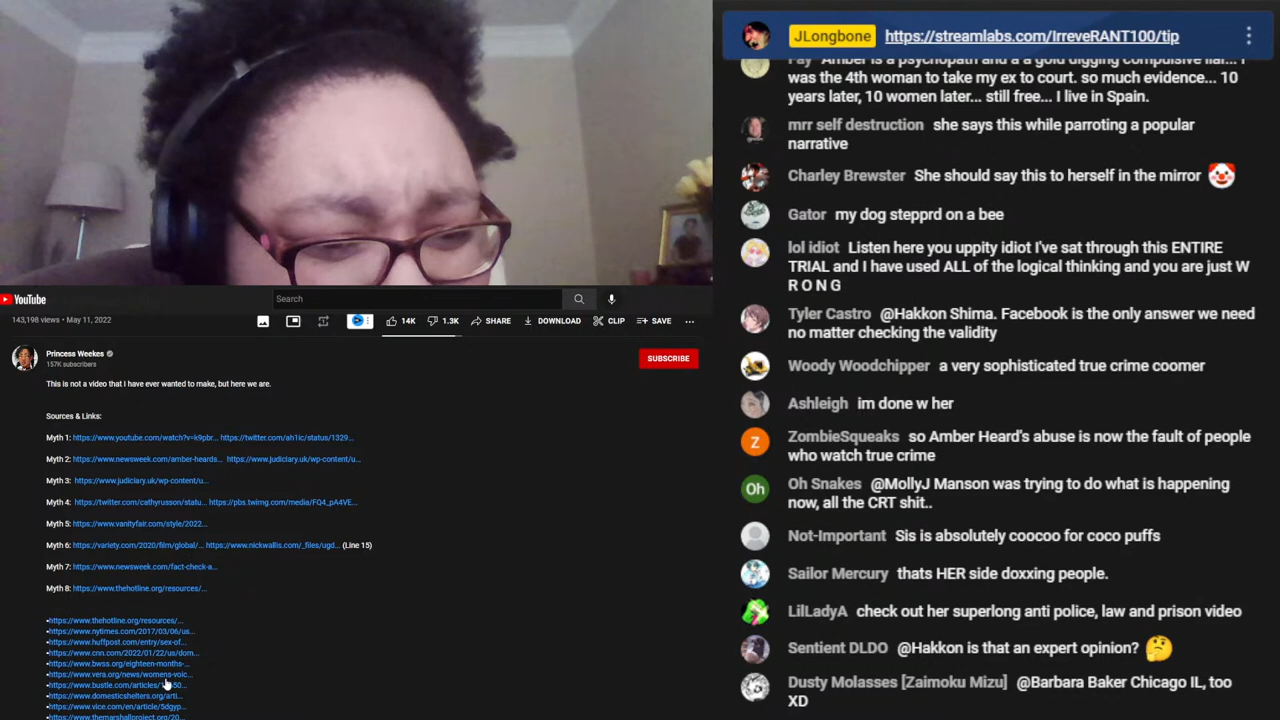 JLongbone https://streamlabs.com/IrreveRANT100/tip
Fay Amber is a psychopath and a gold digging compulsive liar... I
was the 4th woman to take my ex to court. so much evidence... 10
years later, 10 women later... still free... I live in Spain.
mrr self destruction she says this while parroting a popular
narrative
Charley Brewster She should say this to herself in the mirror 🤡
Gator my dog stepprd on a bee
lol idiot Listen here you uppity idiot I've sat through this ENTIRE
TRIAL and I have used ALL of the logical thinking and you are just W
R O N G
Tyler Castro @Hakkon Shima. Facebook is the only answer we need
no matter checking the validity
Woody Woodchipper a very sophisticated true crime coomer
Ashleigh im done w her
Z ZombieSqueaks so Amber Heard's abuse is now the fault of people
who watch true crime
Oh Oh Snakes @MollyJ Manson was trying to do what is happening
now, all the CRT shit..
Not-Important Sis is absolutely coocoo for coco puffs
Sailor Mercury thats HER side doxxing people.
LilLadyA check out her superlong anti police, law and prison video
Sentient DLDO @Hakkon is that an expert opinion? 🤔
Dusty Molasses [Zaimoku Mizu] @Barbara Baker Chicago IL, too
XD
YouTube Search
143,198 views • May 11, 2022 14K 1.3K SHARE DOWNLOAD CLIP SAVE ...
Princess Weekes
157K subscribers
SUBSCRIBE
This is not a video that I have ever wanted to make, but here we are.
Sources & Links:
Myth 1: https://www.youtube.com/watch?v=k9pbr... https://twitter.com/ah1ic/status/1329...
Myth 2: https://www.newsweek.com/amber-heards... https://www.judiciary.uk/wp-content/u...
Myth 3: https://www.judiciary.uk/wp-content/u...
Myth 4: https://twitter.com/cathyrusson/statu... https://pbs.twimg.com/media/FQ4_pA4VE...
Myth 5: https://www.vanityfair.com/style/2022...
Myth 6: https://variety.com/2020/film/global/... https://www.nickwallis.com/_files/ugd... (Line 15)
Myth 7: https://www.newsweek.com/fact-check-a...
Myth 8: https://www.thehotline.org/resources/...
•https://www.thehotline.org/resources/...
•https://www.nytimes.com/2017/03/06/us...
•https://www.huffpost.com/entry/sex-of...
•https://www.cnn.com/2022/01/22/us/dom...
•https://www.bwss.org/eighteen-months-...
•https://www.vera.org/news/womens-voic...
•https://www.bustle.com/articles/
•https://www.domesticshelters.org/arti...
•https://www.vice.com/en/article/5dgyp...
•https://www.themarshallproject.org/20...